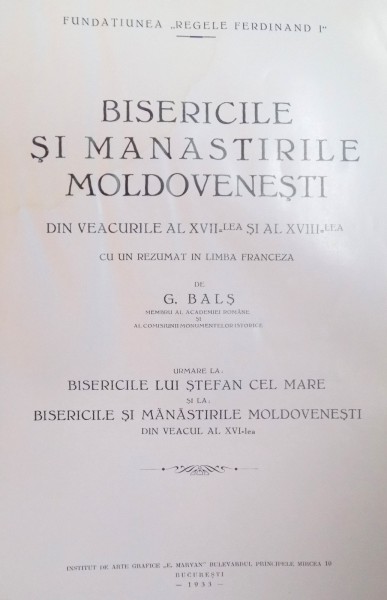 FUNDAȚIUNEA „REGELE FERDINAND I"
BISERICILE
ȘI MANASTIRILE
MOLDOVENEȘTI
DIN VEACURILE AL XVII-LEA ȘI AL XVIII-LEA
CU UN REZUMAT IN LIMBA FRANCEZA
DE
G. BALȘ
MEMBRU AL ACADEMIEI ROMÂNE
ȘI
AL COMISIUNII MONUMENTELOR ISTORICE
URMARE LA:
BISERICILE LUI ȘTEFAN CEL MARE
ȘI LA:
BISERICILE ȘI MĂNĂSTIRILE MOLDOVENEȘTI
DIN VEACUL AL XVI-lea
INSTITUT DE ARTE GRAFICE „E. MARVAN" BULEVARDUL PRINCIPELE MIRCEA 10
BUCUREȘTI
— 1933 —